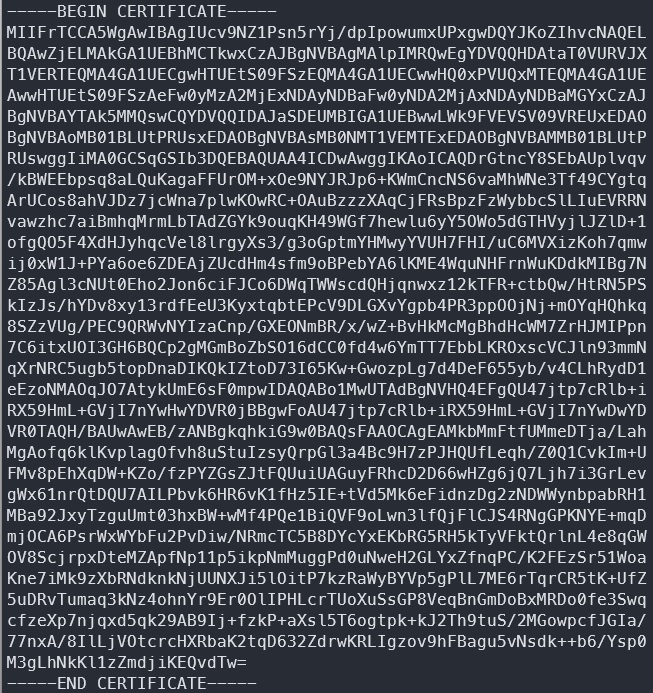 -----BEGIN CERTIFICATE-----
MIIFrTCCA5WgAwIBAgIUcv9NZ1Psn5rYj/dpIpowumxUPxgwDQYJKoZIhvcNAQEL
BQAwZjELMAkGA1UEBhMCTkwxCzAJBgNVBAgMAlpIMRQwEgYDVQQHDAtaT0VURVJX
T1VERTEQMA4GA1UECgwHTUEtS09FSzEQMA4GA1UECwwHQ0xPVUQxMTEQMA4GA1UE
AwwHTUEtS09FSzAeFw0yMzA2MjExNDAyNDBaFw0yNDA2MjAxNDAyNDBaMGYxCzAJ
BgNVBAYTAk5MMQswCQYDVQQIDAJaSDEUMBIGA1UEBwwLWk9FVEVSV09VREUxEDAO
BgNVBAoMB01BLUtPRUsxEDAOBgNVBAsMB0NMT1VEMTExEDAOBgNVBAMMB01BLUtP
RUswggIiMA0GCSqGSIb3DQEBAQUAA4ICDwAwggIKAoICAQDrGtncY8SEbAUplvqv
/kBWEEbpsq8aLQuKagaFFUrOM+xOe9NYJRJp6+KWmCncNS6vaMhWNe3Tf49CYgtq
ArUCos8ahVJDz7jcWna7plwKOwRC+OAuBzzzXAqCjFRsBpzFzWybbcSlLIuEVRRN
vawzhc7aiBmhqMrmLbTAdZGYk9ouqKH49WGf7hewlu6yY5OWo5dGTHVyjlJZlD+1
ofgQO5F4XdHJyhqcVel8lrgyXs3/g3oGptmYHMwyYVUH7FHI/uC6MVXizKoh7qmw
ij0xW1J+PYa6oe6ZDEAjZUcdHm4sfm9oBPebYA6lKME4WquNHFrnWuKDdkMIBg7N
Z85Agl3cNUt0Eho2Jon6ciFJCo6DWqTWWscdQHjqnwxz12kTFR+ctbQw/HtRN5PS
kIzJs/hYDv8xy13rdfEeU3KyxtqbtEPcV9DLGXvYgpb4PR3ppOOjNj+mOYqHQhkq
8SZzVUg/PEC9QRWvNYIzaCnp/GXEONmBR/x/wZ+BvHkMcMgBhdHcWM7ZrHJMIPpn
7C6itxUOI3GH6BQCp2gMGmBoZbSO16dCC0fd4w6YmTT7EbbLKROxscVCJln93mmN
qXrNRC5ugb5topDnaDIKQkIZtoD73I65Kw+GwozpLg7d4DeF655yb/v4CLhRydD1
eEzoNMAOqJO7AtykUmE6sF0mpwIDAQABo1MwUTAdBgNVHQ4EFgQU47jtp7cRlb+i
RX59HmL+GVjI7nYwHwYDVR0jBBgwFoAU47jtp7cRlb+iRX59HmL+GVjI7nYwDwYD
VR0TAQH/BAUwAwEB/zANBgkqhkiG9w0BAQsFAAOCAgEAMkbMmFtfUMmeDTja/Lah
MgAofq6klKvplagOfvh8uStuIzsyQrpGl3a4Bc9H7zPJHQUfLeqh/Z0Q1CvkIm+U
FMv8pEhXqDW+KZo/fzPYZGsZJtFQUuiUAGuyFRhcD2D66wHZg6jQ7Ljh7i3GrLev
gWx61nrQtDQU7AILPbvk6HR6vK1fHz5IE+tVd5Mk6eFidnzDg2zNDWWynbpabRH1
MBa92JxyTzguUmt03hxBW+wMf4PQe1BiQVF9oLwn3lfQjFlCJS4RNgGPKNYE+mqD
mjOCA6PsrWxWYbFu2PvDiw/NRmcTC5B8DYcYxEKbRG5RH5kTyVFktQrlnL4e8qGW
OV8ScjrpxDteMZApfNp11p5ikpNmMuggPd0uNweH2GLYxZfnqPC/K2FEzSr51Woa
Kne7iMk9zXbRNdknkNjUUNXJi5lOitP7kzRaWyBYVp5gPlL7ME6rTqrCR5tK+UfZ
5uDRvTumaq3kNz4ohnYr9Er0OlIPHLcrTUoXuSsGP8VeqBnGmDoBxMRDo0fe3Swq
cfzeXp7njqxd5qk29AB9Ij+fzkP+aXsl5T6ogtpk+kJ2Th9tuS/2MGowpcfJGIa/
77nxA/8IlLjVOtcrcHXRbaK2tqD632ZdrwKRLIgzov9hFBagu5vNsdk++b6/Ysp0
M3gLhNkKl1zZmdjiKEQvdTw=
-----END CERTIFICATE-----